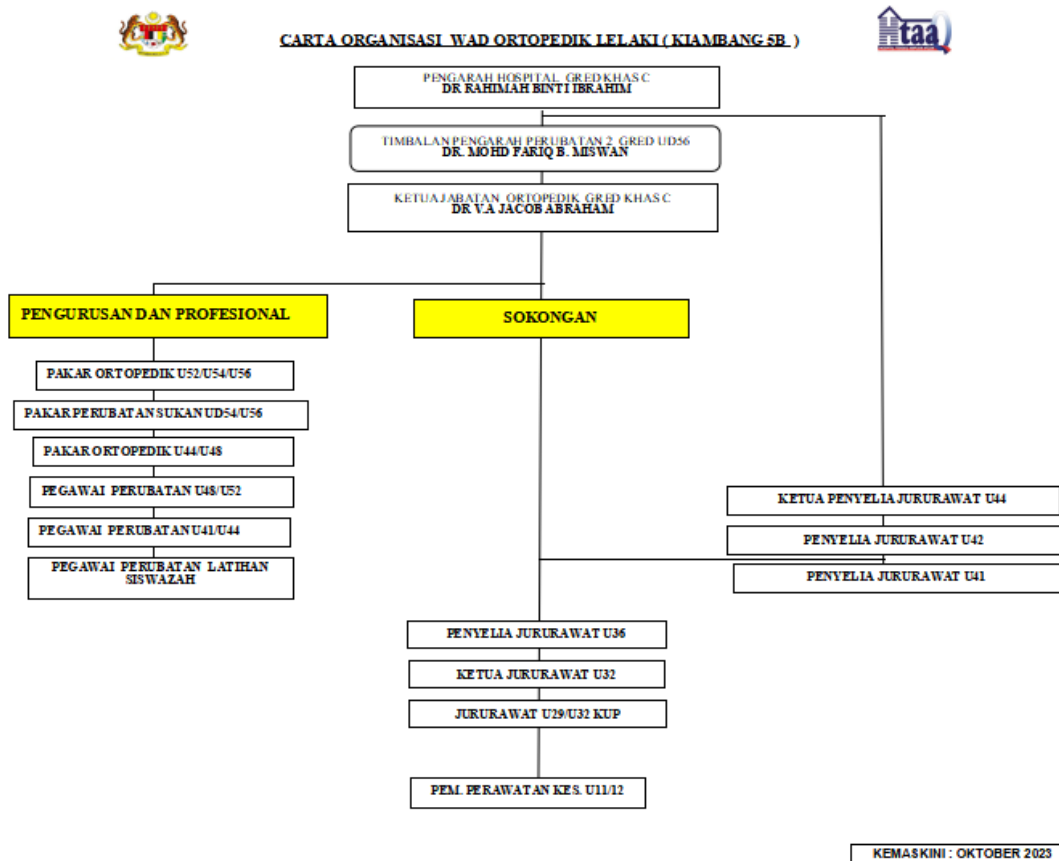 CARTA ORGANISASI WAD ORTOPEDIK LELAKI ( KIAMBANG 5B )
Htaa
PENGARAH HOSPITAL GRED KHAS C
DR RAHIMAH BINTI IBRAHIM
TIMBALAN PENGARAH PERUBATAN 2 GRED UD56
DR. MOHD FARIQ B. MISWAN
KETUA JABATAN ORTOPEDIK GRED KHAS C
DR V.A JACOB ABRAHAM
PENGURUSAN DAN PROFESIONAL
SOKONGAN
PAKAR ORTOPEDIK U52/U54/U56
PAKAR PERUBATAN SUKAN UD54/U56
PAKAR ORTOPEDIK U44/U48
PEGAWAI PERUBATAN U48/U52
PEGAWAI PERUBATAN U41/U44
PEGAWAI PERUBATAN LATIHAN
SISWAZAH
KETUA PENYELIA JURURAWAT U44
PENYELIA JURURAWAT U42
PENYELIA JURURAWAT U41
PENYELIA JURURAWAT U36
KETUA JURURAWAT U32
JURURAWAT U29/U32 KUP
PEM. PERAWATAN KES. U11/12
KEMASKINI : OKTOBER 2023